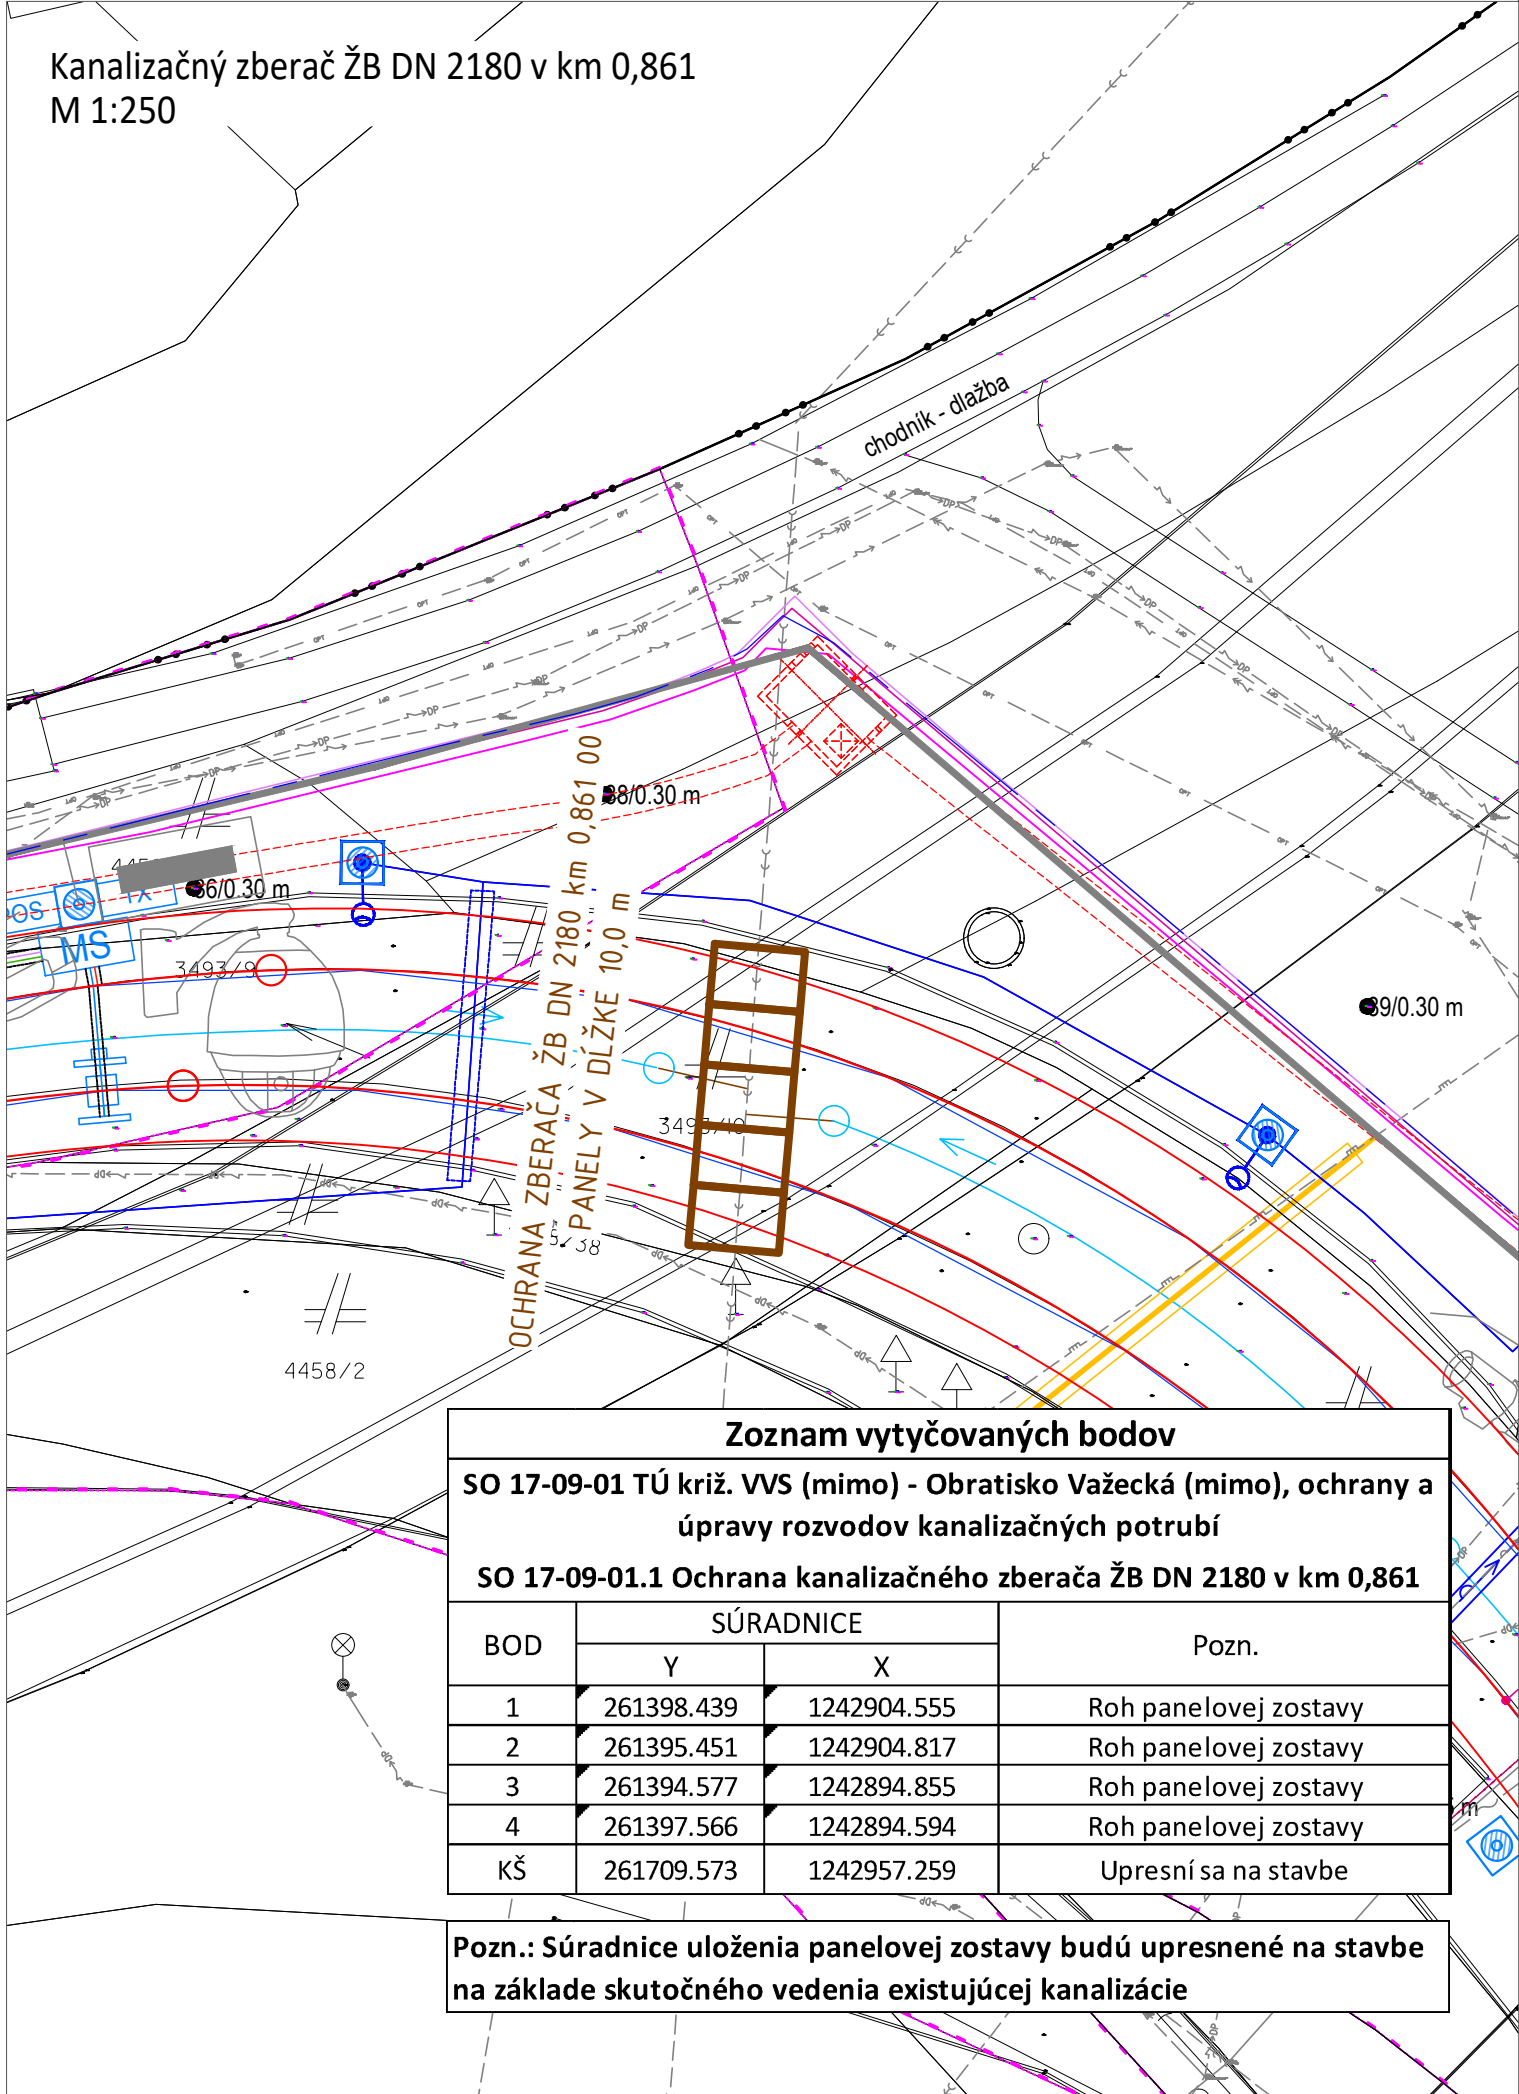 Kanalizačný zberač ŽB DN 2180 v km 0,861
M 1:250
chodník - dlažba
38/0.30 m
36/0.30 m
39/0.30 m
POS
TX
MS
3493/9
3493/10
4458/2
OCHRANA ZBERAČA ŽB DN 2180 km 0,861 00
PANELY V DĹŽKE 10,0 m
Zoznam vytyčovaných bodov
SO 17-09-01 TÚ križ. VVS (mimo) - Obratisko Važecká (mimo), ochrany a
úpravy rozvodov kanalizačných potrubí
SO 17-09-01.1 Ochrana kanalizačného zberača ŽB DN 2180 v km 0,861
BOD SÚRADNICE Pozn.
Y X
1 261398.439 1242904.555 Roh panelovej zostavy
2 261395.451 1242904.817 Roh panelovej zostavy
3 261394.577 1242894.855 Roh panelovej zostavy
4 261397.566 1242894.594 Roh panelovej zostavy
KŠ 261709.573 1242957.259 Upresní sa na stavbe
Pozn.: Súradnice uloženia panelovej zostavy budú upresnené na stavbe
na základe skutočného vedenia existujúcej kanalizácie